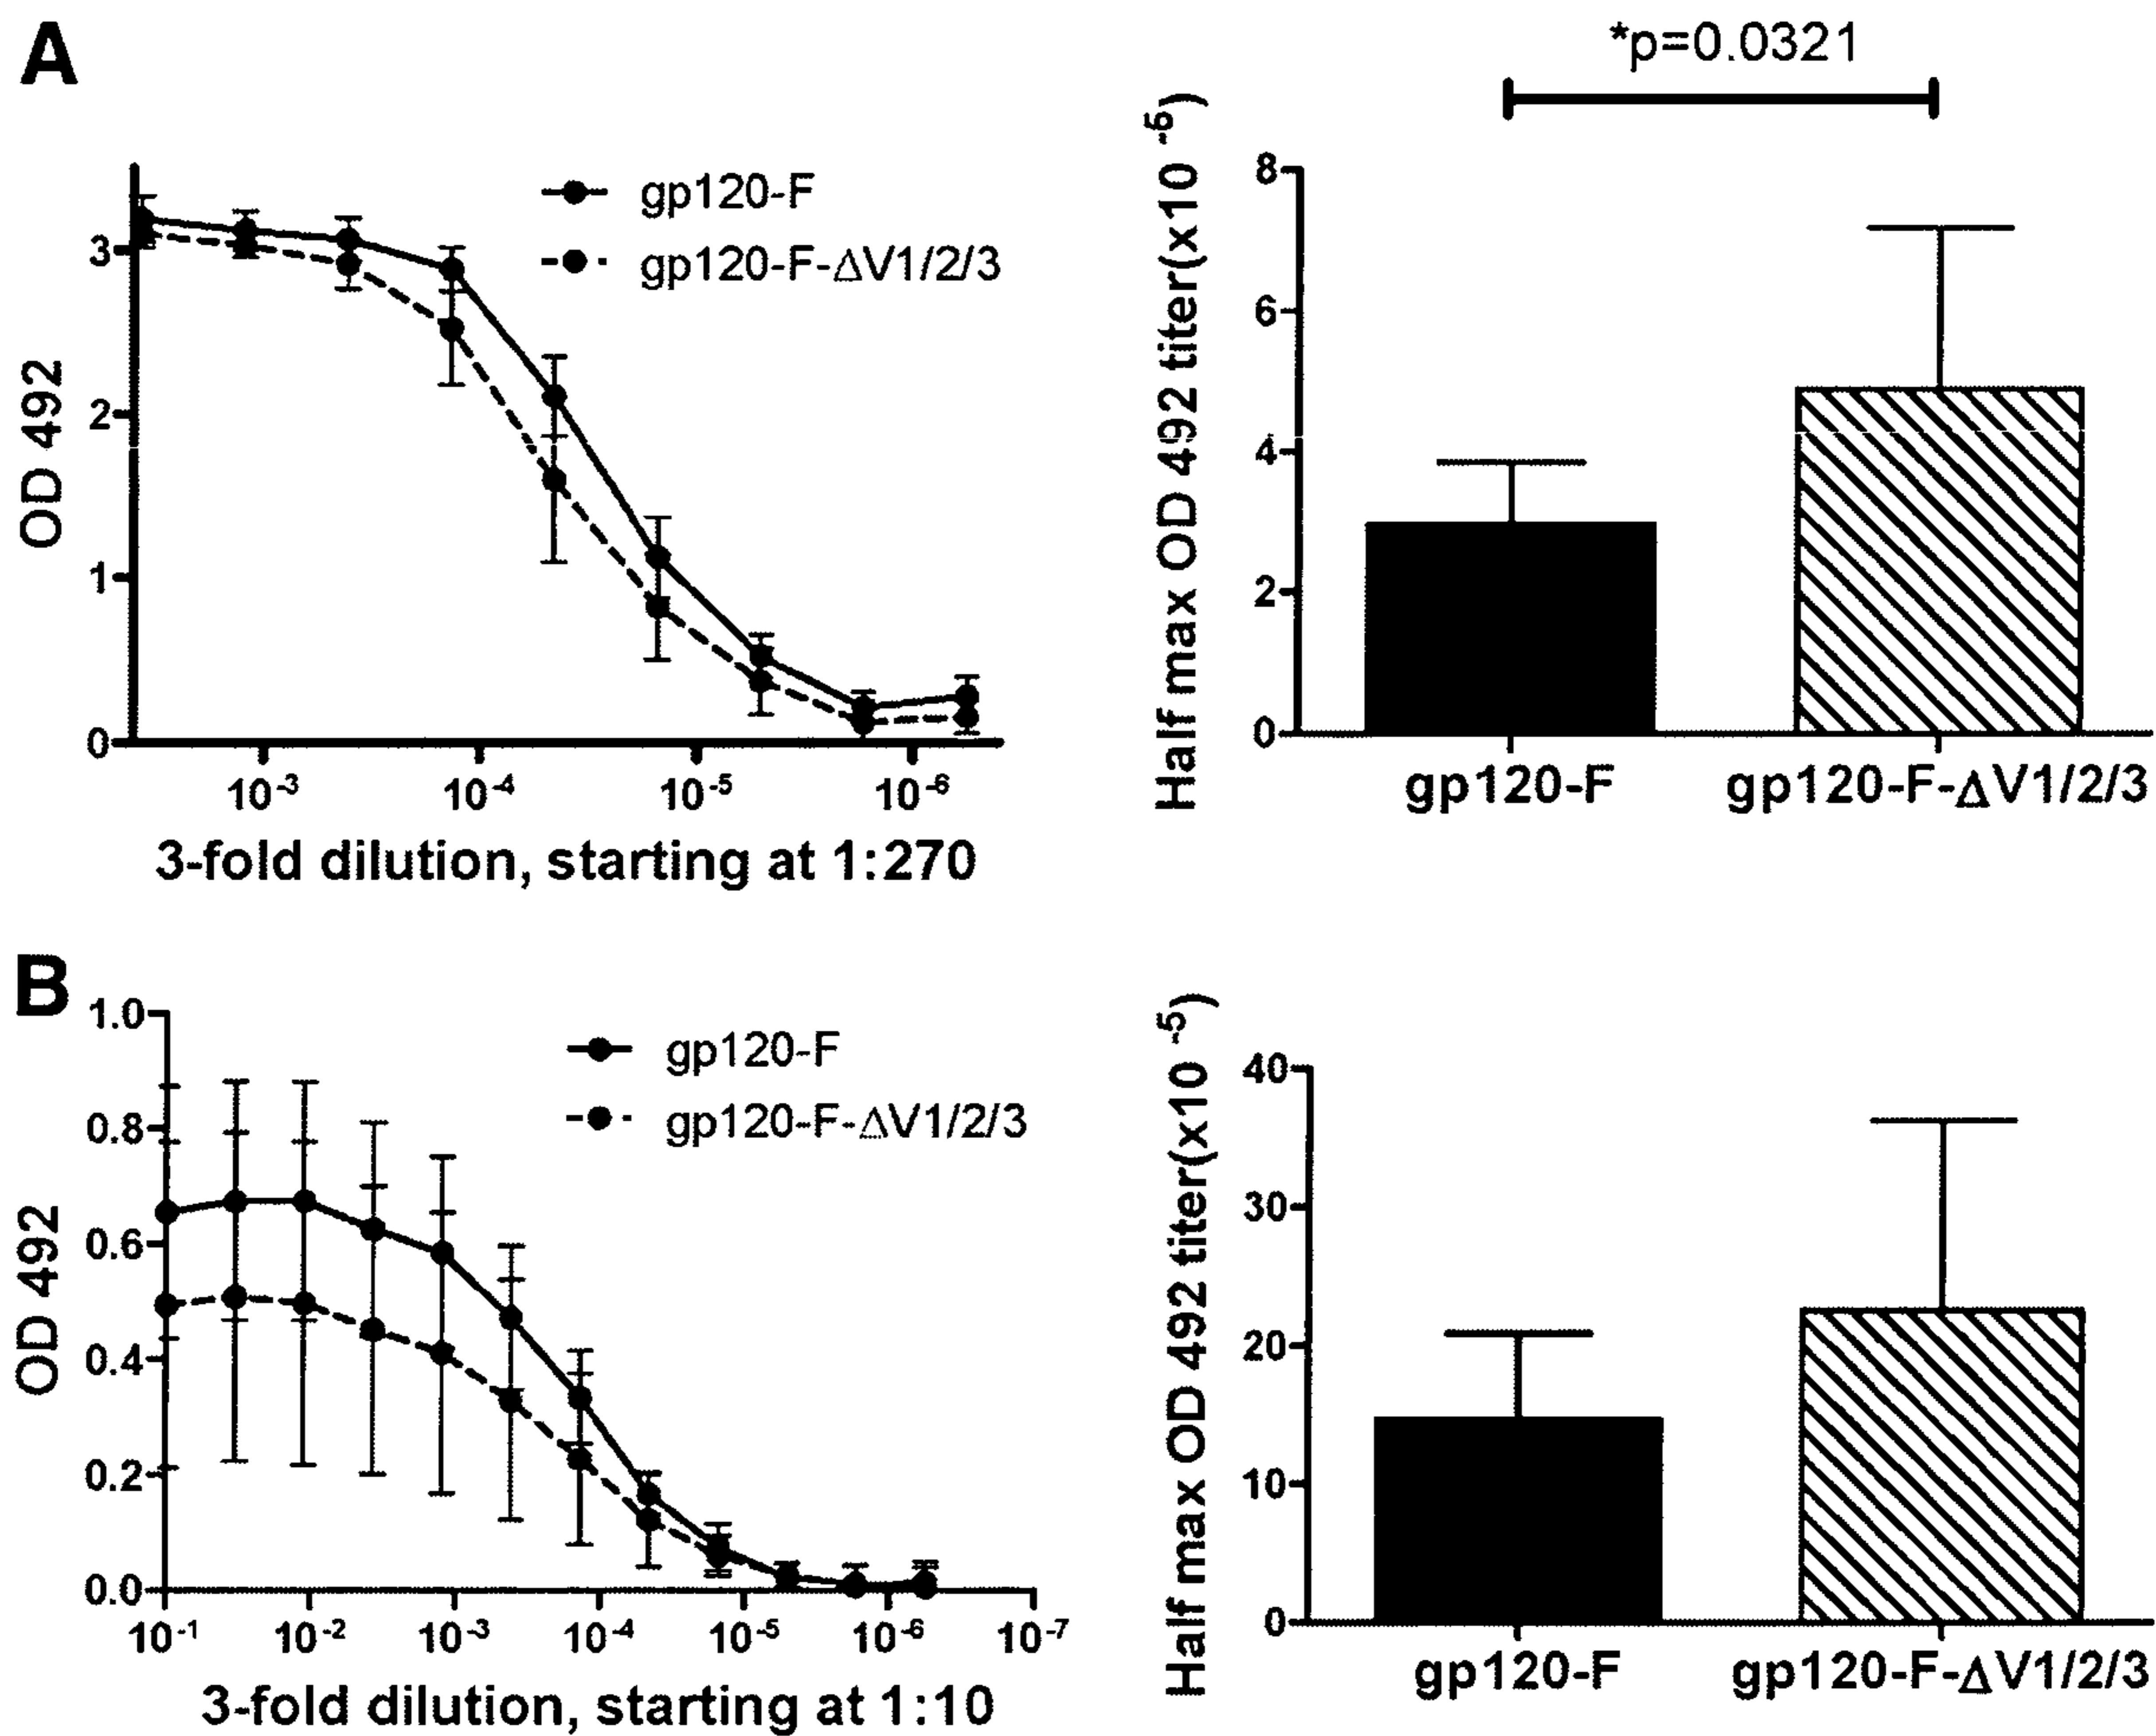 A
*p=0.0321
gp120-F
gp120-F-ΔV1/2/3
OD 492
3
2
1
0
10⁻³
10⁻⁴
10⁻⁵
10⁻⁶
3-fold dilution, starting at 1:270
Half max OD 492 titer(x10 ⁻⁵)
8
6
4
2
0
gp120-F
gp120-F-ΔV1/2/3
B
gp120-F
gp120-F-ΔV1/2/3
OD 492
1.0
0.8
0.6
0.4
0.2
0.0
10⁻¹
10⁻²
10⁻³
10⁻⁴
10⁻⁵
10⁻⁶
10⁻⁷
3-fold dilution, starting at 1:10
Half max OD 492 titer(x10 ⁻⁵)
40
30
20
10
0
gp120-F
gp120-F-ΔV1/2/3